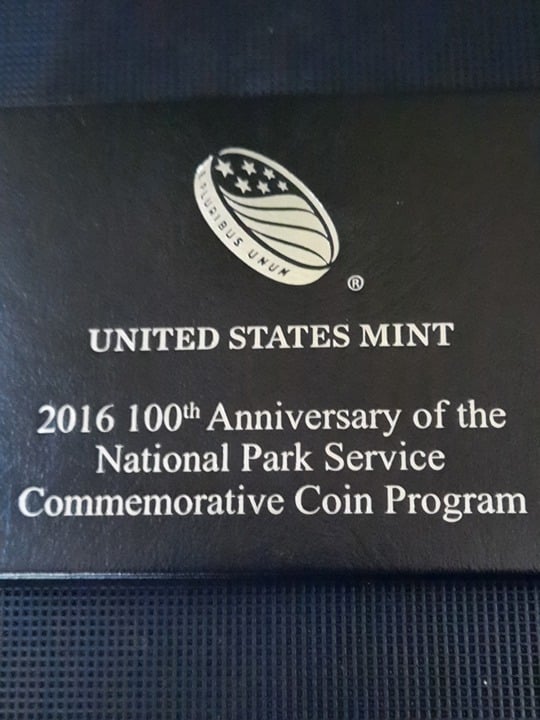 E PLURIBUS UNUM
®
UNITED STATES MINT
2016 100th Anniversary of the
National Park Service
Commemorative Coin Program